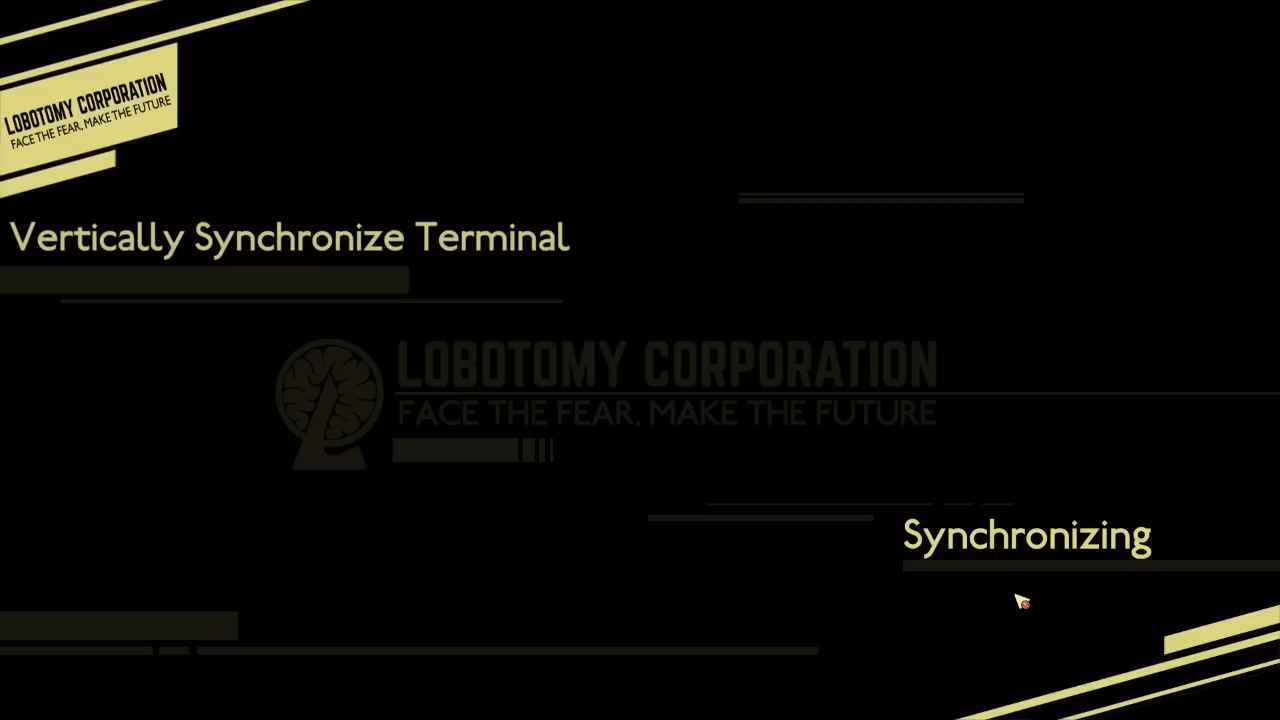 LOBOTOMY CORPORATION
FACE THE FEAR, MAKE THE FUTURE
Vertically Synchronize Terminal
LOBOTOMY CORPORATION
FACE THE FEAR, MAKE THE FUTURE
Synchronizing